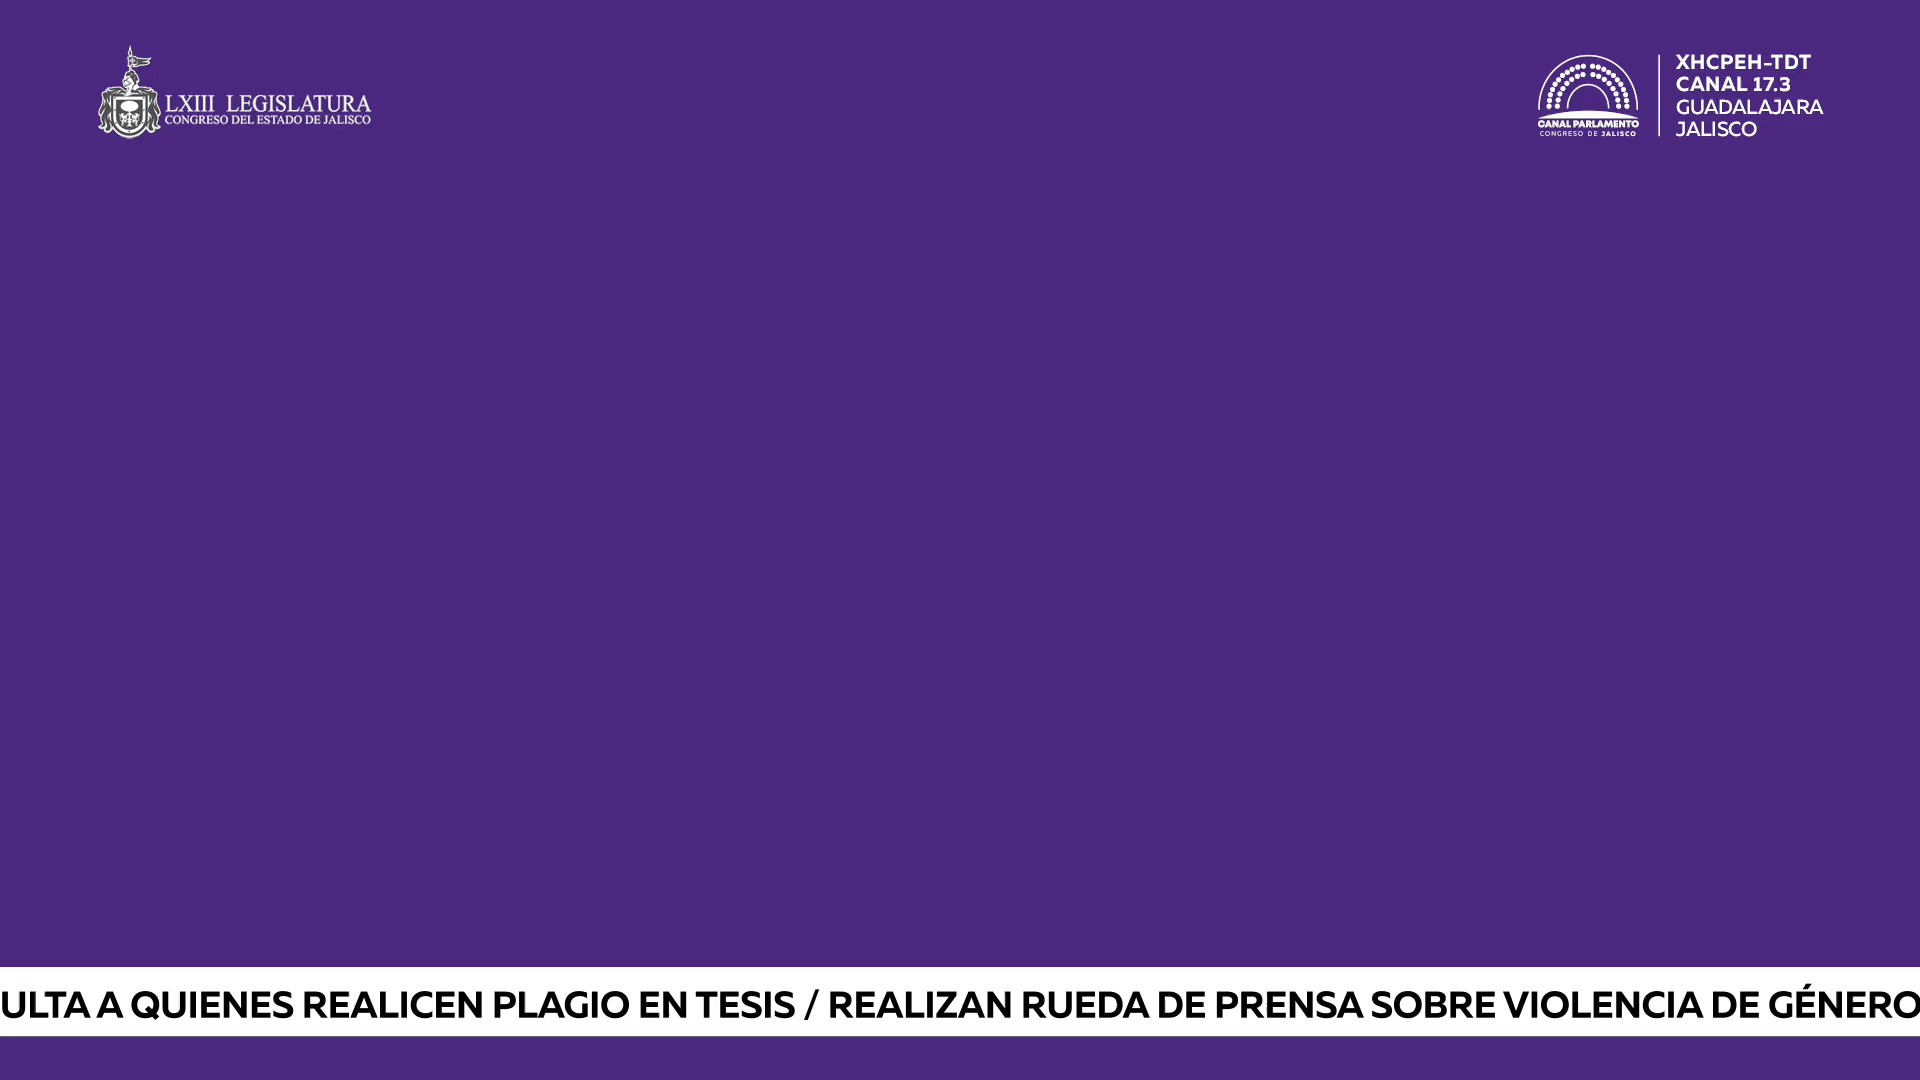 LXIII LEGISLATURA
CONGRESO DEL ESTADO DE JALISCO
CANAL PARLAMENTO
CONGRESO DE JALISCO
XHCPEH-TDT
CANAL 17.3
GUADALAJARA
JALISCO
ULTA A QUIENES REALICEN PLAGIO EN TESIS / REALIZAN RUEDA DE PRENSA SOBRE VIOLENCIA DE GÉNERO